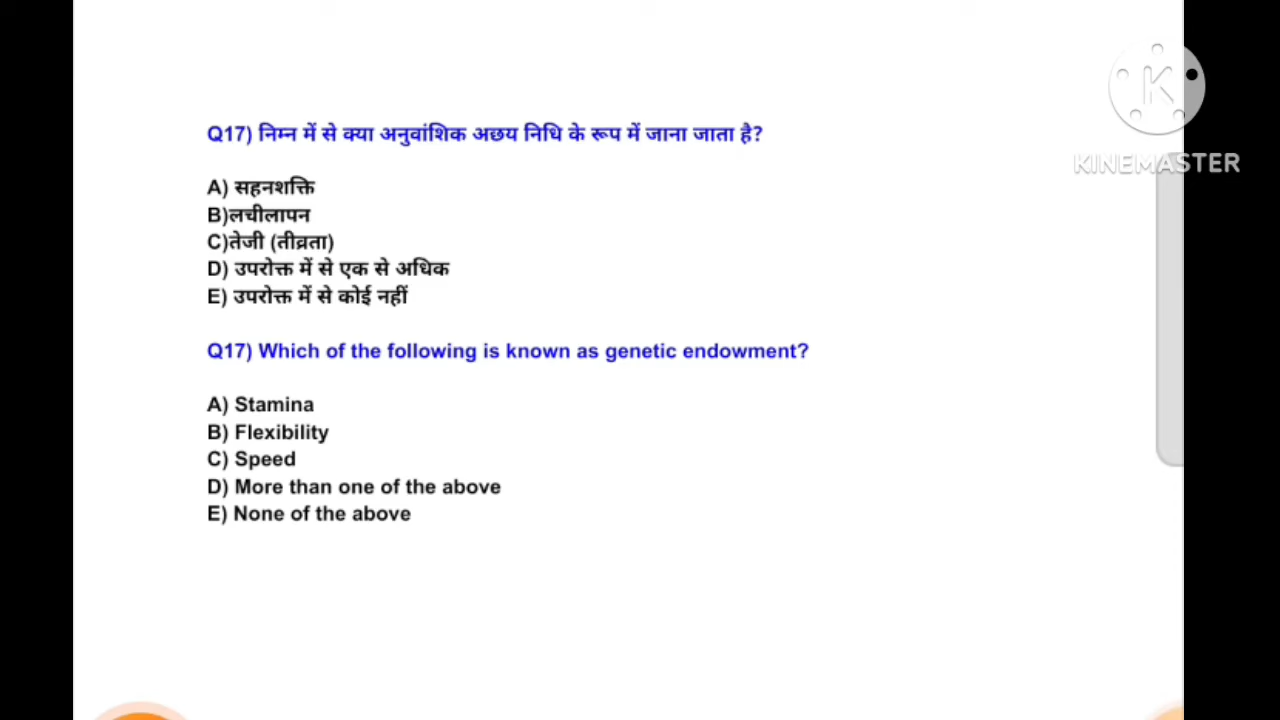 K
KINEMASTER
Q17) निम्न में से क्या अनुवांशिक अछय निधि के रूप में जाना जाता है?
A) सहनशक्ति
B)लचीलापन
C)तेजी (तीव्रता)
D) उपरोक्त में से एक से अधिक
E) उपरोक्त में से कोई नहीं
Q17) Which of the following is known as genetic endowment?
A) Stamina
B) Flexibility
C) Speed
D) More than one of the above
E) None of the above